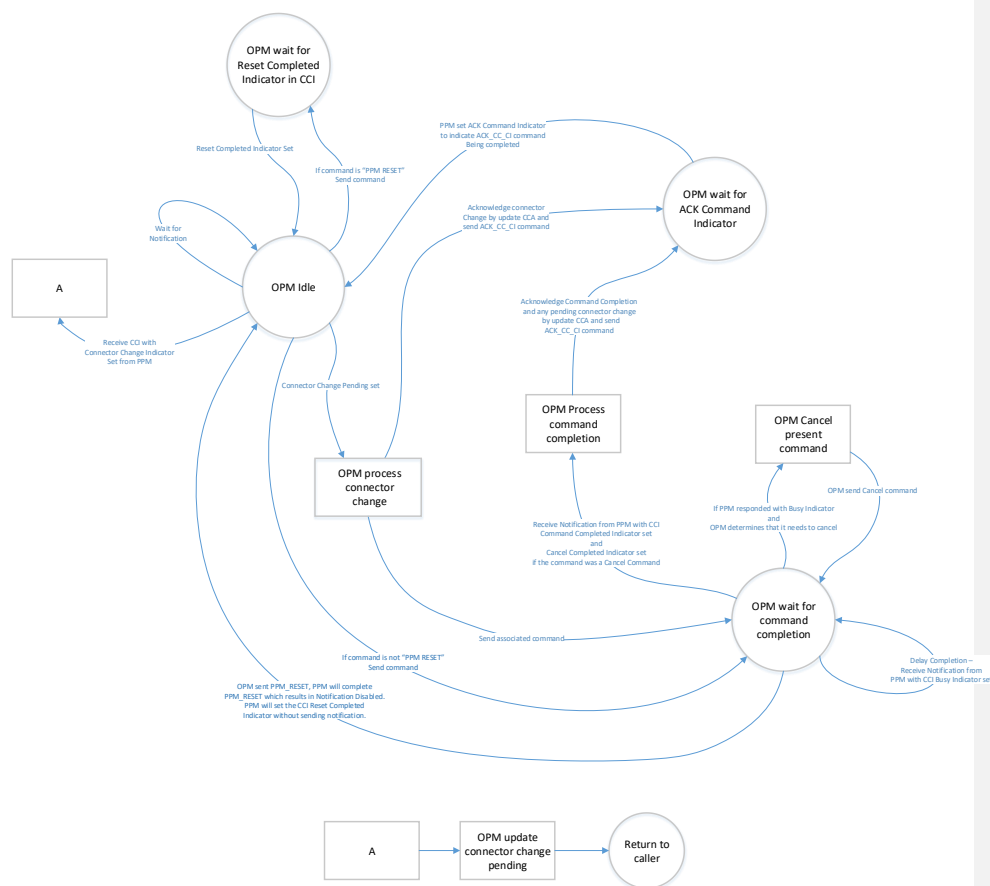 OPM wait for
Reset Completed
Indicator in CCI
PPM set ACK Command Indicator
to indicate ACK_CC_CI command
Being completed
Reset Completed Indicator Set
If command is "PPM RESET"
Send command
OPM wait for
ACK Command
Indicator
Acknowledge connector
Change by update CCA and
send ACK_CC_CI command
Wait for
Notification
A
OPM Idle
Acknowledge Command Completion
and any pending connector change
by update CCA and send
ACK_CC_CI command
Receive CCI with
Connector Change Indicator
Set from PPM
Connector Change Pending set
OPM Process
command
completion
OPM Cancel
present
command
OPM process
connector
change
OPM send Cancel command
If PPM responded with Busy Indicator
and
OPM determines that it needs to cancel
Receive Notification from PPM with CCI
Command Completed Indicator set
and
Cancel Completed Indicator set
if the command was a Cancel Command
OPM wait for
command
completion
Send associated command
If command is not "PPM RESET"
Send command
Delay Completion –
Receive Notification from
PPM with CCI Busy Indicator se
OPM sent PPM_RESET, PPM will complete
PPM_RESET which results in Notification Disabled.
PPM will set the CCI Reset Completed
Indicator without sending notification.
A
OPM update
connector change
pending
Return to
caller